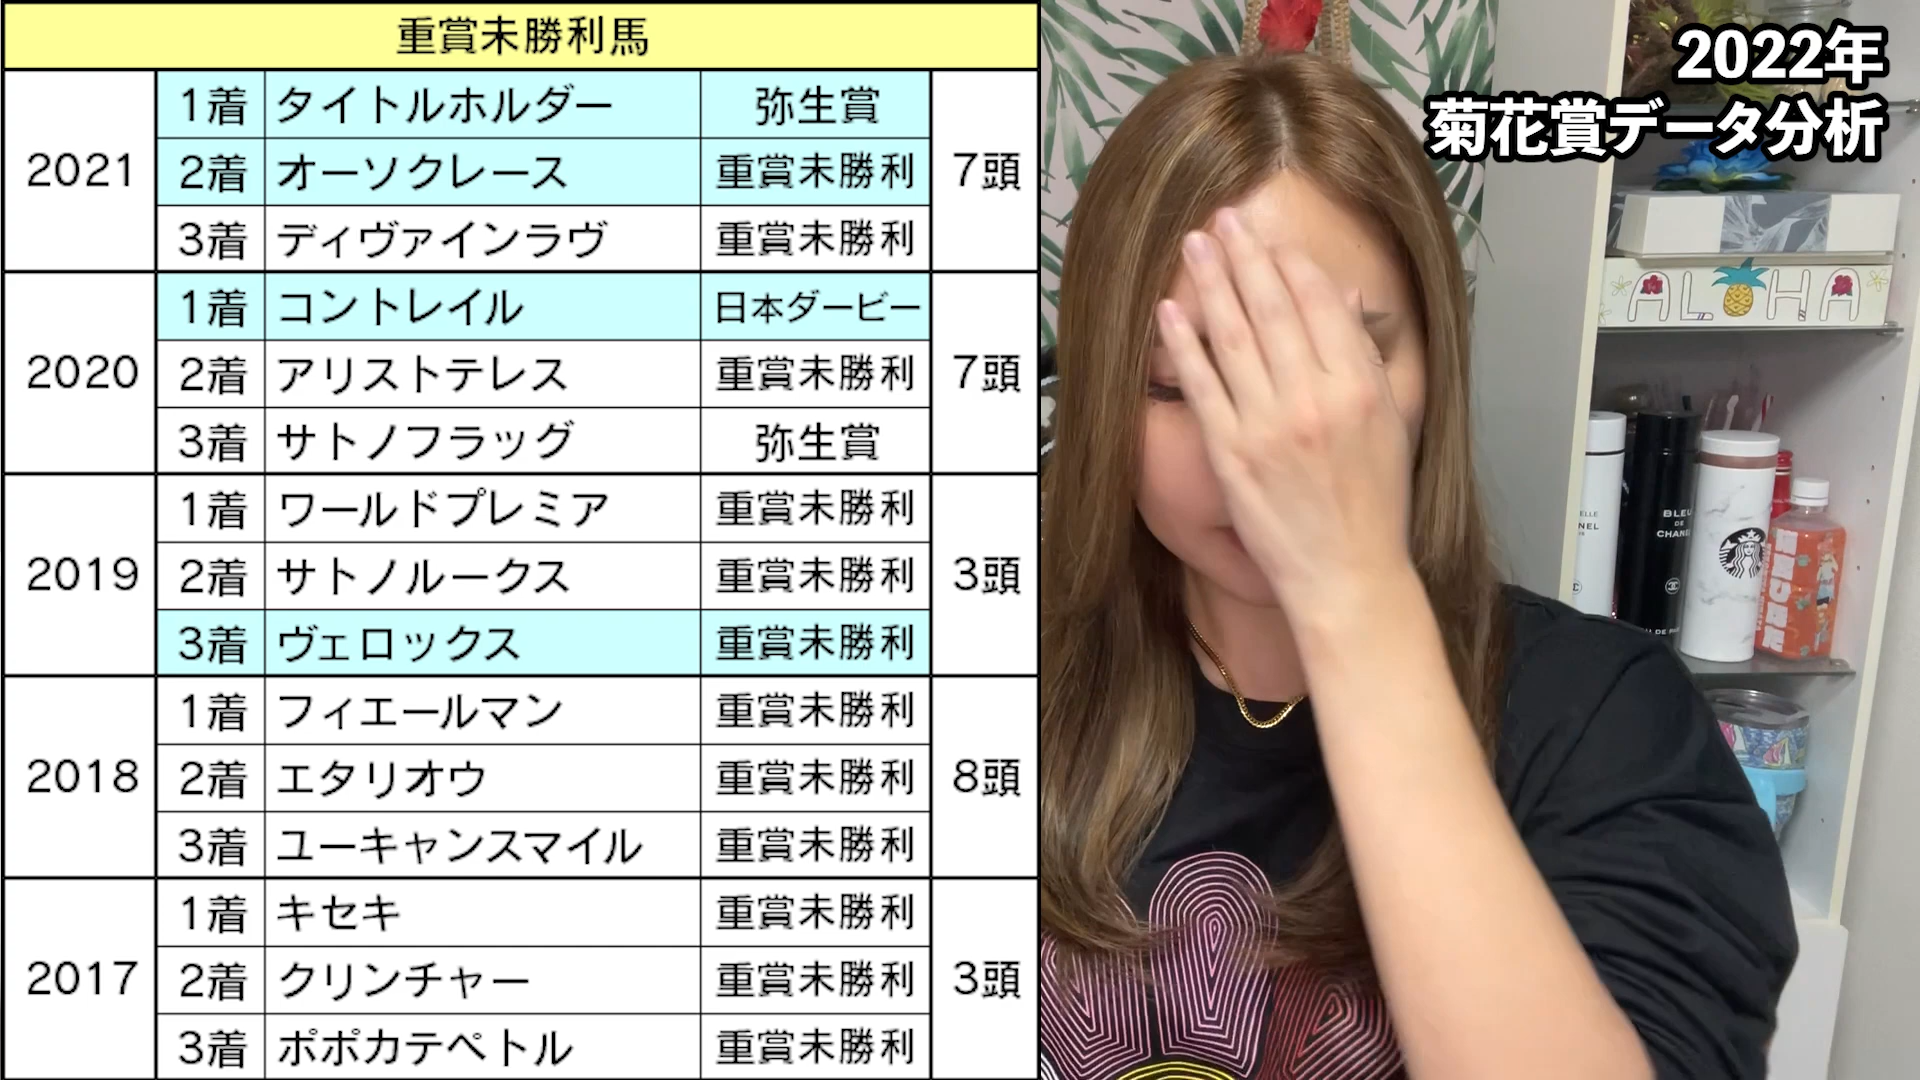 重賞未勝利馬
2021
1着 タイトルホルダー 弥生賞
2着 オーソクレース 重賞未勝利
3着 ディヴァインラヴ 重賞未勝利
7頭
2020
1着 コントレイル 日本ダービー
2着 アリストテレス 重賞未勝利
3着 サトノフラッグ 弥生賞
7頭
2019
1着 ワールドプレミア 重賞未勝利
2着 サトノルークス 重賞未勝利
3着 ヴェロックス 重賞未勝利
3頭
2018
1着 フィエールマン 重賞未勝利
2着 エタリオウ 重賞未勝利
3着 ユーキャンスマイル 重賞未勝利
8頭
2017
1着 キセキ 重賞未勝利
2着 クリンチャー 重賞未勝利
3着 ポポカテペトル 重賞未勝利
3頭
2022年
菊花賞データ分析
ALOHA
BLEU
DE
CHANEL